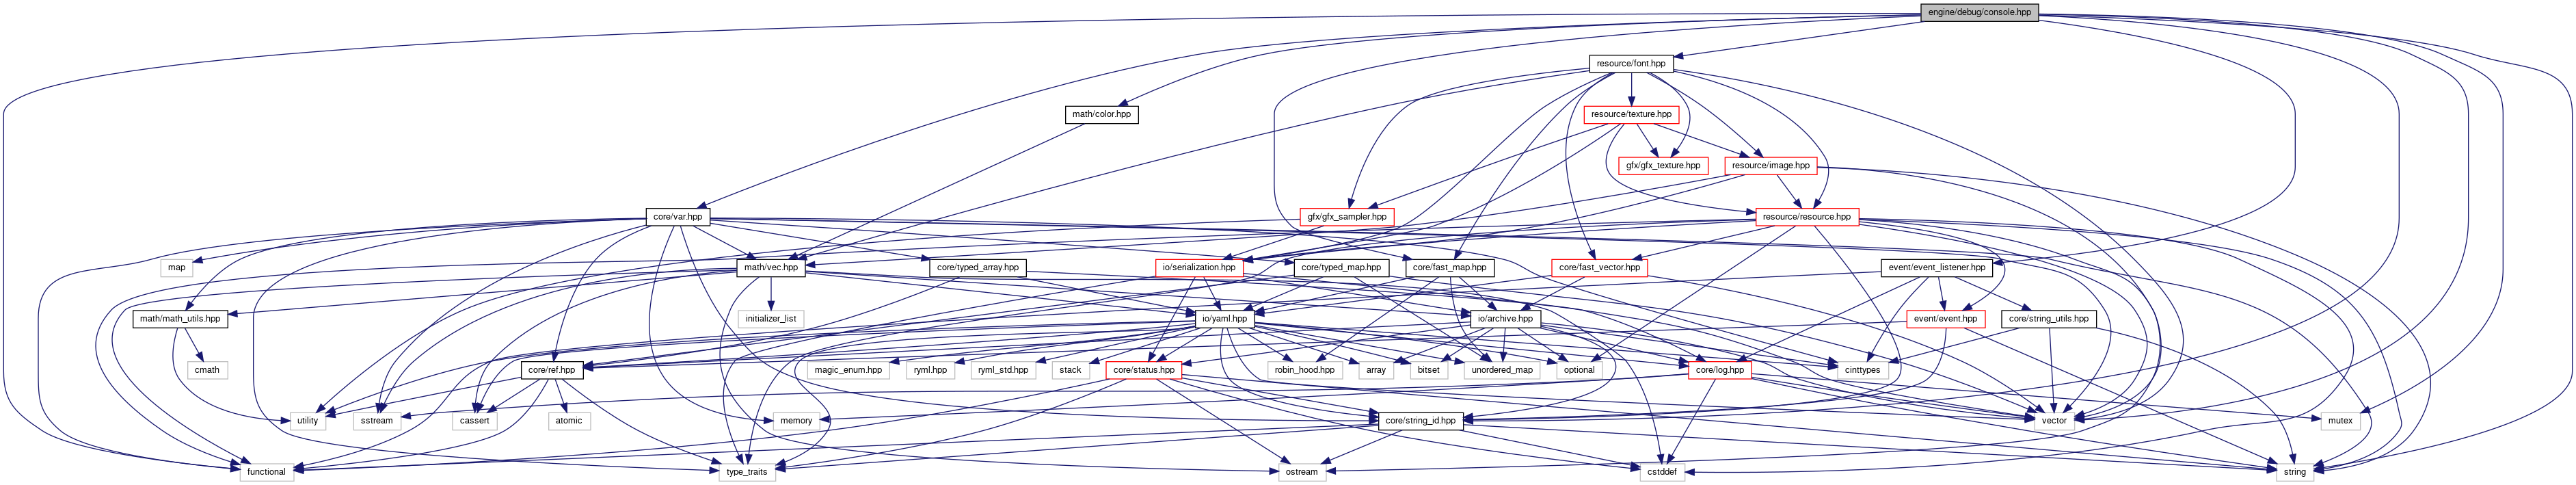 engine/debug/console.hpp
resource/font.hpp
math/color.hpp
resource/texture.hpp
gfx/gfx_texture.hpp
resource/image.hpp
core/var.hpp
gfx/gfx_sampler.hpp
resource/resource.hpp
map
math/vec.hpp
core/typed_array.hpp
io/serialization.hpp
core/typed_map.hpp
core/fast_map.hpp
core/fast_vector.hpp
event/event_listener.hpp
math/math_utils.hpp
initializer_list
io/yaml.hpp
io/archive.hpp
event/event.hpp
core/string_utils.hpp
cmath
core/ref.hpp
magic_enum.hpp
ryml.hpp
ryml_std.hpp
stack
core/status.hpp
robin_hood.hpp
array
bitset
unordered_map
optional
core/log.hpp
cinttypes
utility
sstream
cassert
atomic
memory
core/string_id.hpp
vector
mutex
functional
type_traits
ostream
cstddef
string